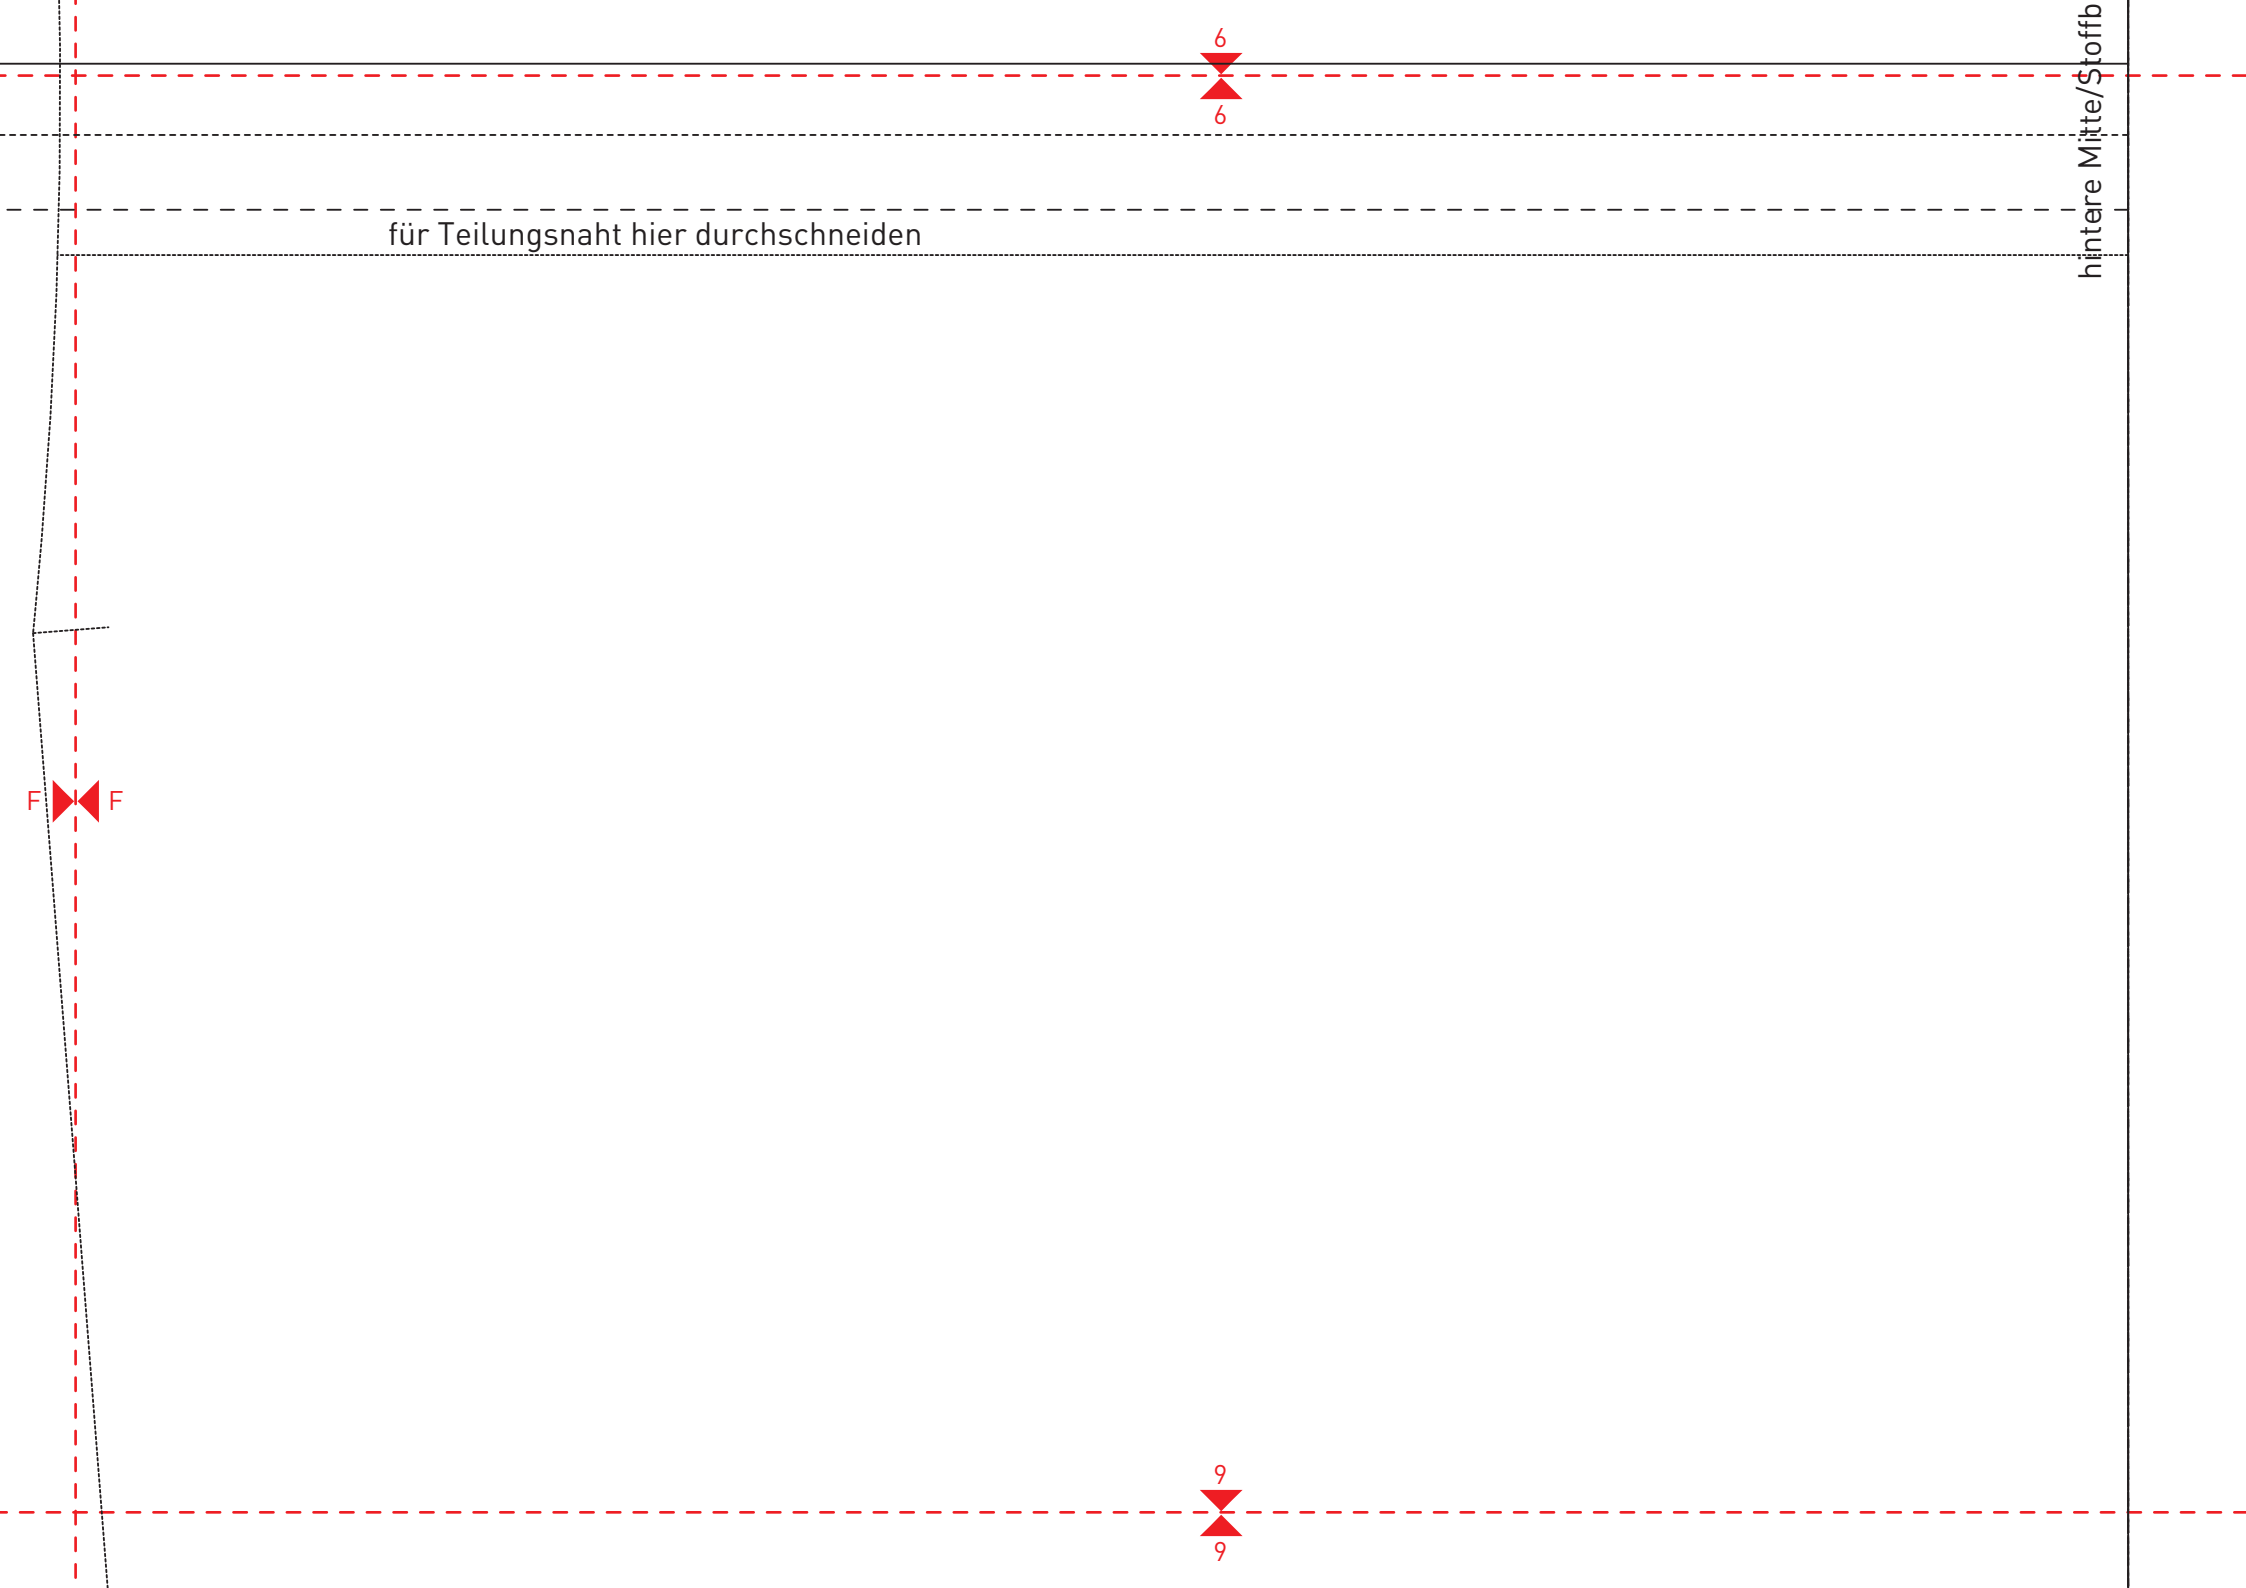 6
6
hintere Mitte/Stoffb
für Teilungsnaht hier durchschneiden
F F
9
9